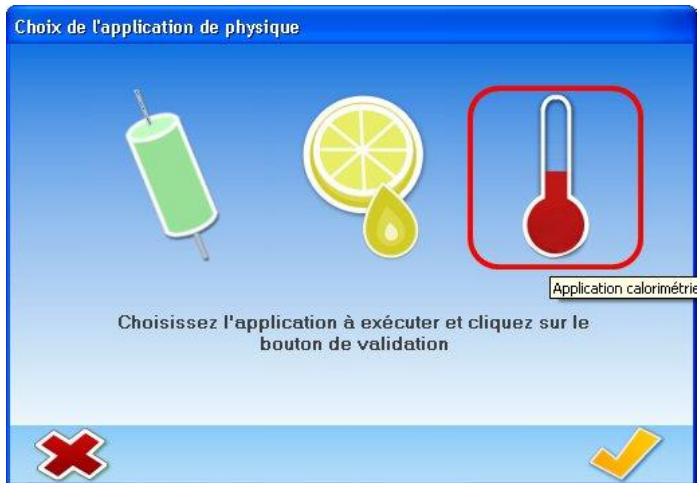 Choix de l'application de physique
Application calorimétrie
Choisissez l'application à exécuter et cliquez sur le
bouton de validation